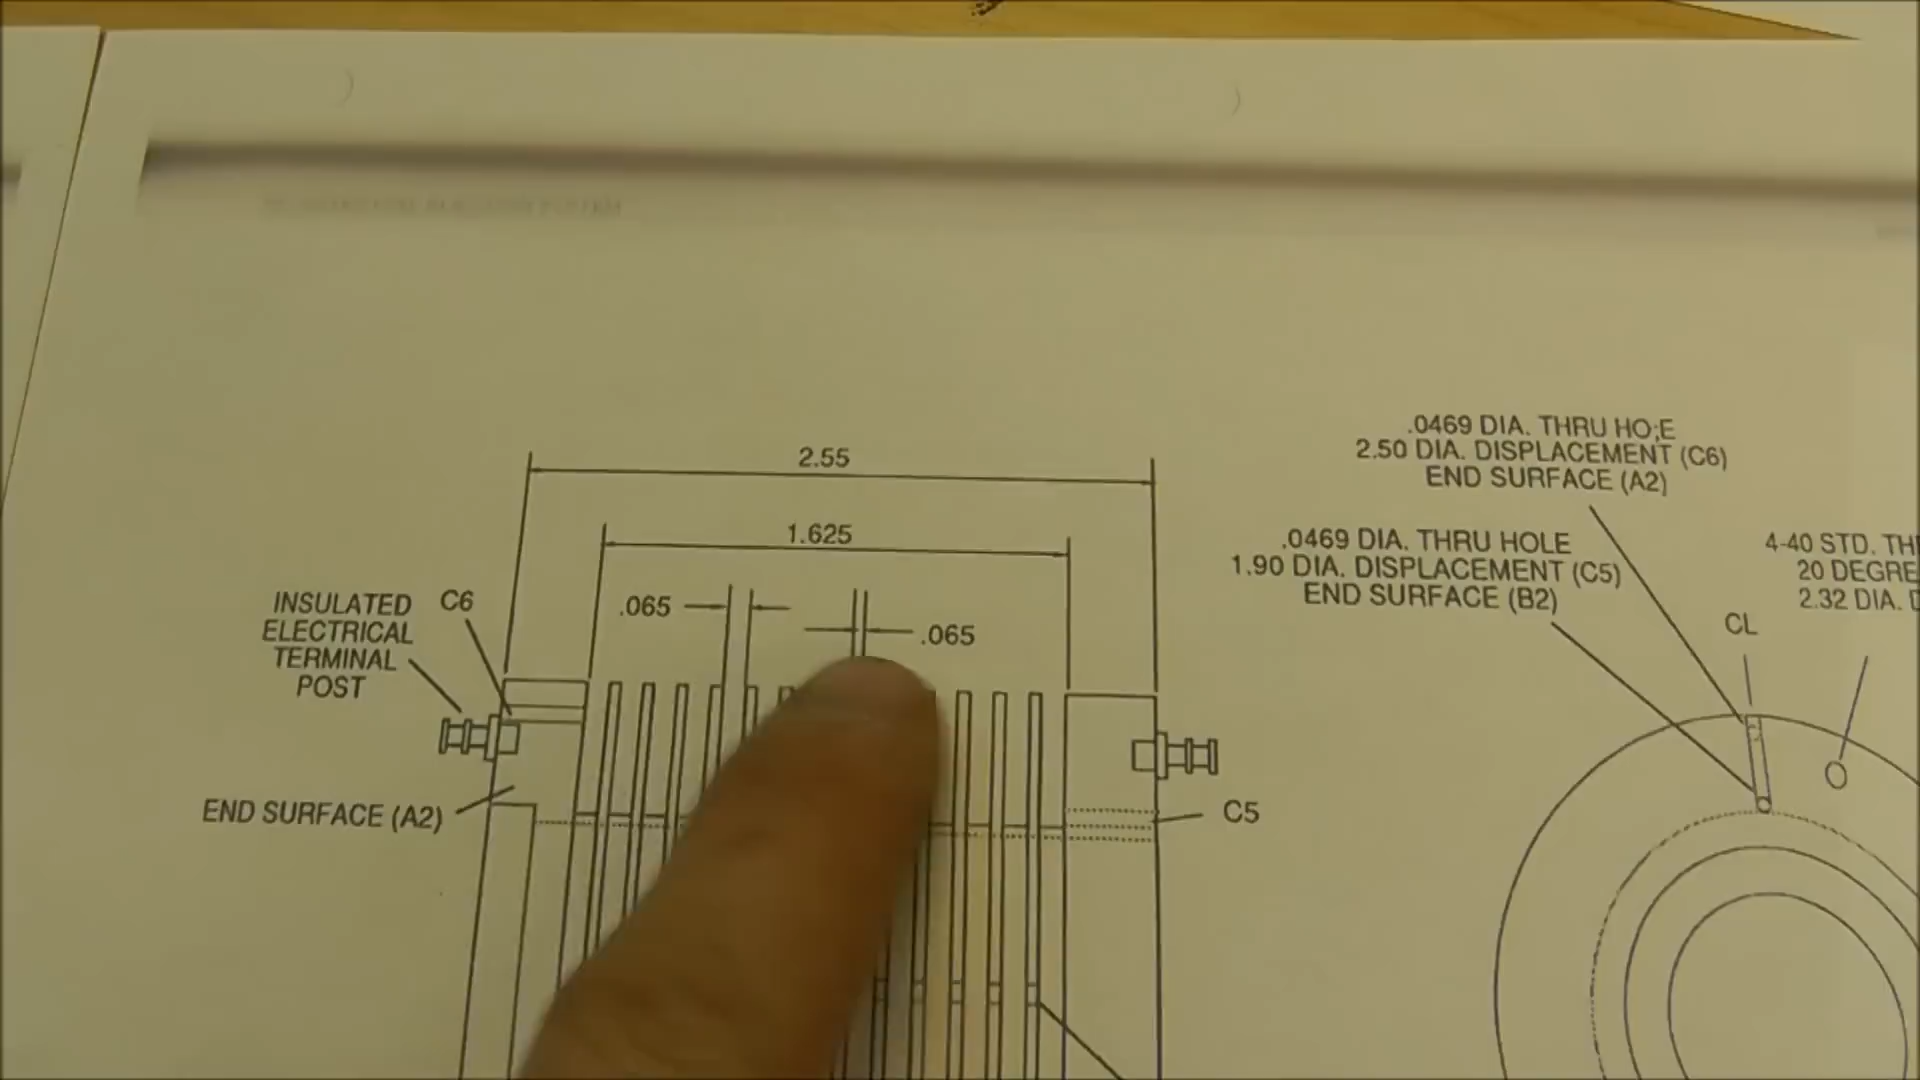 2.55
1.625
.065
.065
INSULATED
ELECTRICAL
TERMINAL
POST
C6
END SURFACE (A2)
C5
.0469 DIA. THRU HO;E
2.50 DIA. DISPLACEMENT (C6)
END SURFACE (A2)
.0469 DIA. THRU HOLE
1.90 DIA. DISPLACEMENT (C5)
END SURFACE (B2)
4-40 STD. TH
20 DEGRE
2.32 DIA.
CL